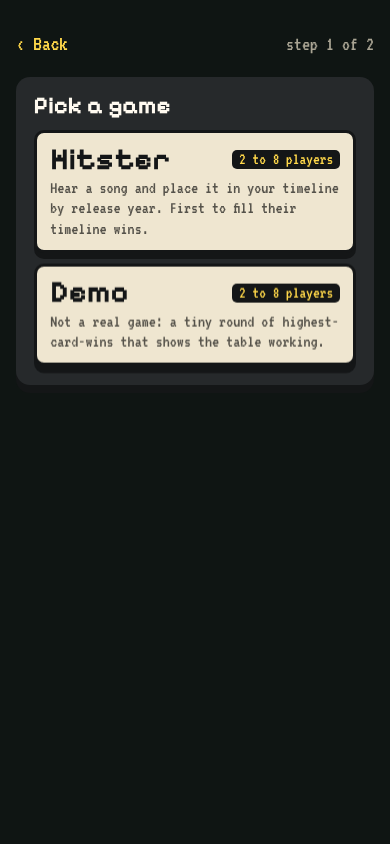 ‹ Back
step 1 of 2
Pick a game
Hitster
2 to 8 players
Hear a song and place it in your timeline
by release year. First to fill their
timeline wins.
Demo
2 to 8 players
Not a real game: a tiny round of highest-
card-wins that shows the table working.